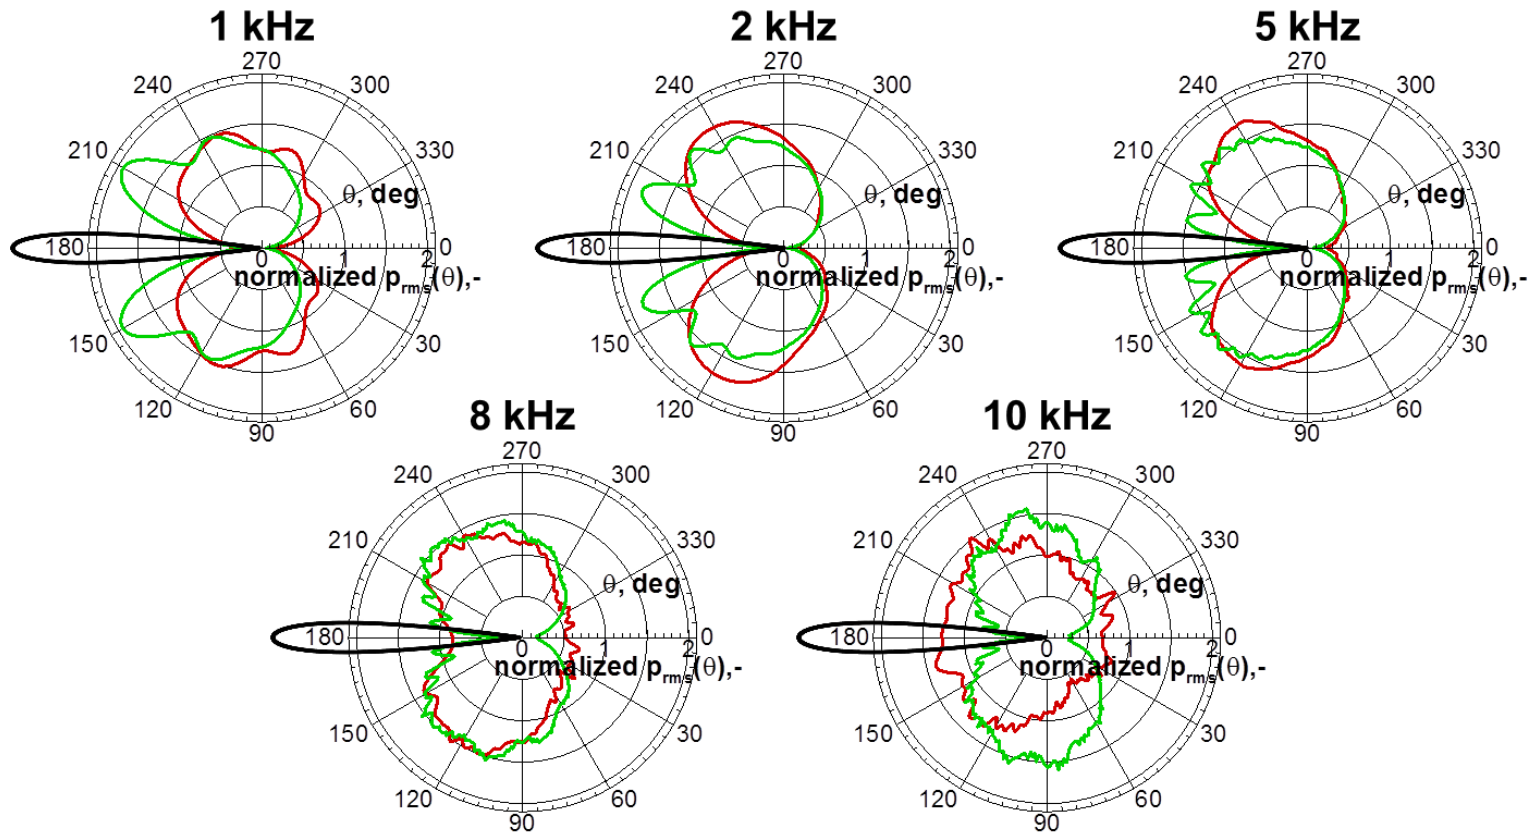 1 kHz 2 kHz 5 kHz
270 270 270
240 300 240 300 240 300
210 330 210 330 210 330
θ, deg θ, deg θ, deg
180 0 180 0 180 0
0 1 2 0 1 2 0 1 2
normalized prms(θ),- normalized prms(θ),- normalized prms(θ),-
150 30 150 30 150 30
120 60 120 60 120 60
90 90 90
8 kHz 10 kHz
270 270
240 300 240 300
210 330 210 330
θ, deg θ, deg
180 0 180 0
0 1 2 0 1 2
normalized prms(θ),- normalized prms(θ),-
150 30 150 30
120 60 120 60
90 90